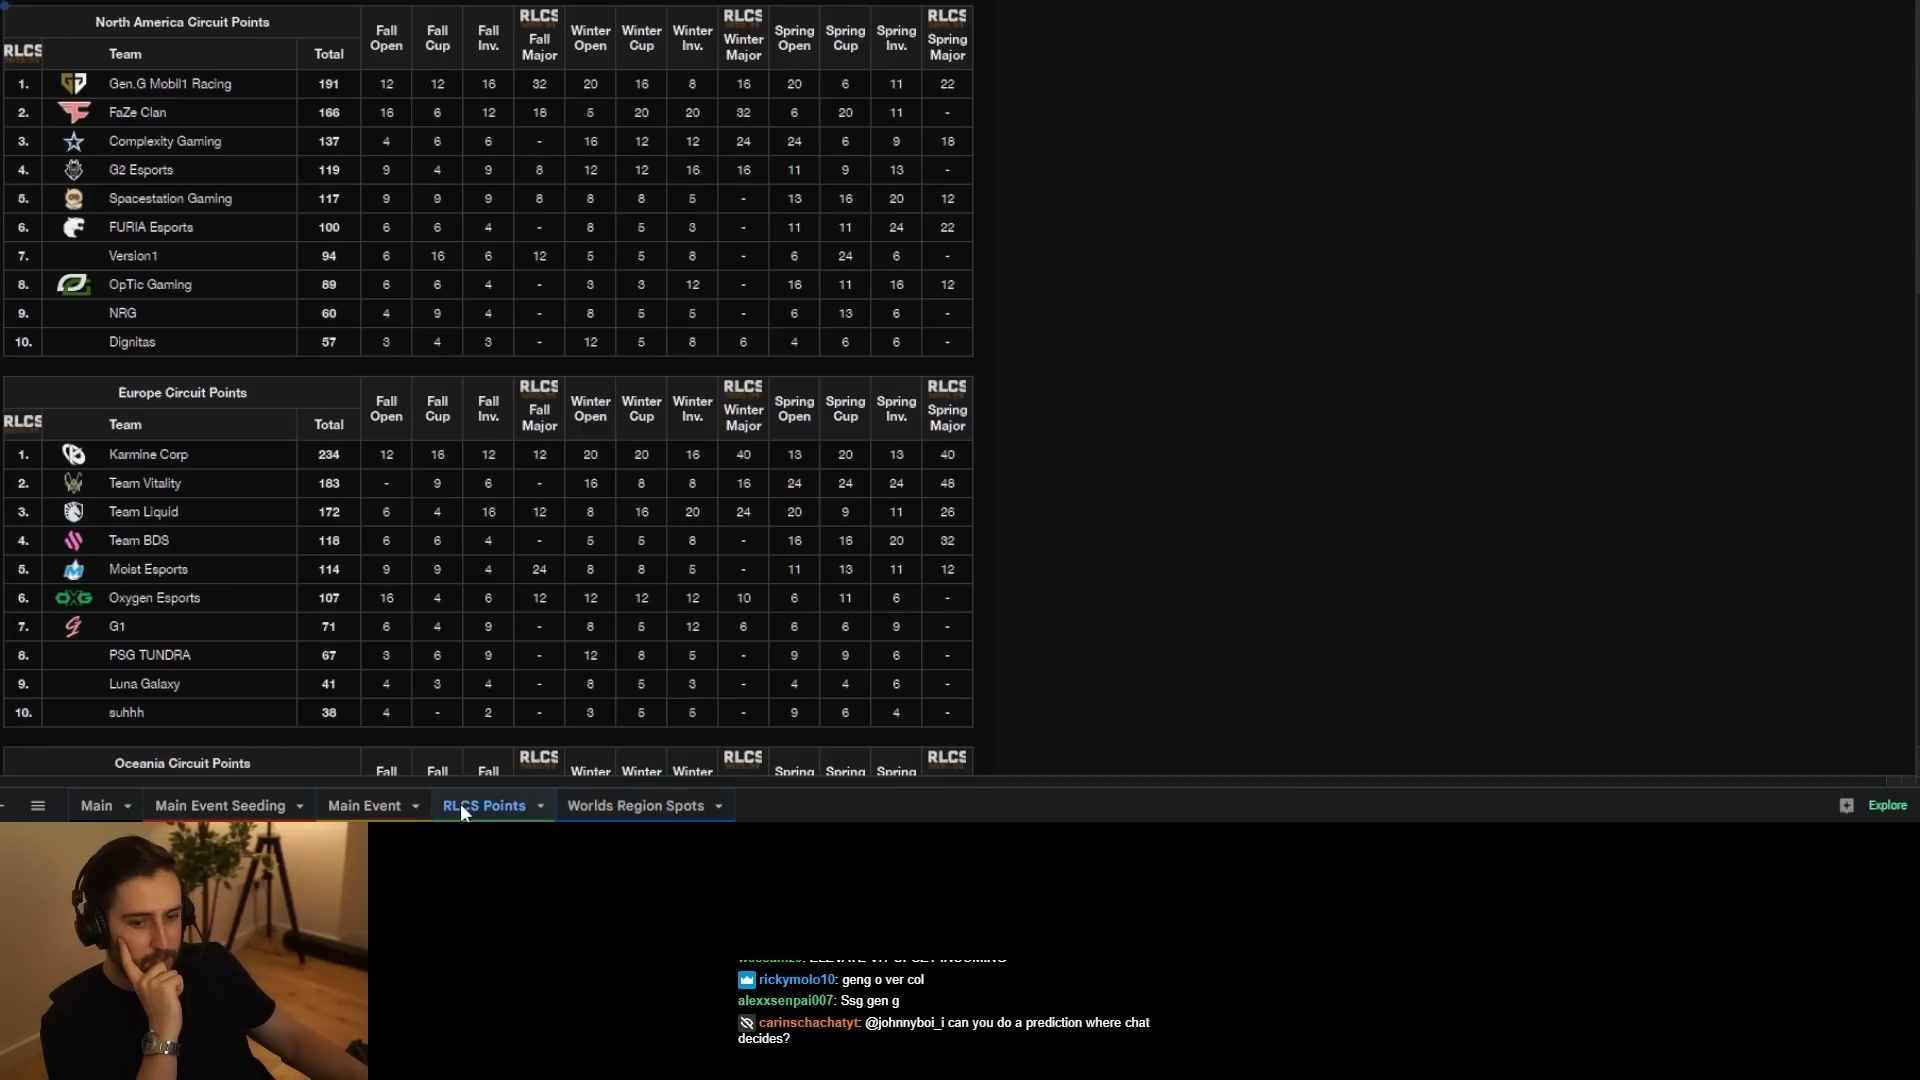 North America Circuit Points
RLCS Team Total Fall Open Fall Cup Fall Inv. RLCS Fall Major Winter Open Winter Cup Winter Inv. RLCS Winter Major Spring Open Spring Cup Spring Inv. RLCS Spring Major
1. Gen.G Mobil1 Racing 191 12 12 16 32 20 16 8 16 20 6 11 22
2. FaZe Clan 166 16 6 12 18 5 20 20 32 6 20 11 -
3. Complexity Gaming 137 4 6 6 - 16 12 12 24 24 6 9 18
4. G2 Esports 119 9 4 9 8 12 12 16 16 11 9 13 -
5. Spacestation Gaming 117 9 9 9 8 8 8 5 - 13 16 20 12
6. FURIA Esports 100 6 6 4 - 8 5 3 - 11 11 24 22
7. Version1 94 6 16 6 12 5 5 8 - 6 24 6 -
8. OpTic Gaming 89 6 6 4 - 3 3 12 - 16 11 16 12
9. NRG 60 4 9 4 - 8 5 5 - 6 13 6 -
10. Dignitas 57 3 4 3 - 12 5 8 6 4 6 6 -
Europe Circuit Points
RLCS Team Total Fall Open Fall Cup Fall Inv. RLCS Fall Major Winter Open Winter Cup Winter Inv. RLCS Winter Major Spring Open Spring Cup Spring Inv. RLCS Spring Major
1. Karmine Corp 234 12 16 12 12 20 20 16 40 13 20 13 40
2. Team Vitality 183 - 9 6 - 16 8 8 16 24 24 24 48
3. Team Liquid 172 6 4 16 12 8 16 20 24 20 9 11 26
4. Team BDS 118 6 6 4 - 5 5 8 - 16 16 20 32
5. Moist Esports 114 9 9 4 24 8 8 5 - 11 13 11 12
6. OXG Oxygen Esports 107 16 4 6 12 12 12 12 10 6 11 6 -
7. G1 71 6 4 9 - 8 5 12 6 6 6 9 -
8. PSG TUNDRA 67 3 6 9 - 12 8 5 - 9 9 6 -
9. Luna Galaxy 41 4 3 4 - 8 5 3 - 4 4 6 -
10. suhhh 38 4 - 2 - 3 5 5 - 9 6 4 -
Oceania Circuit Points Fall Fall Fall RLCS Winter Winter Winter RLCS Spring Spring Spring RLCS
Main Main Event Seeding Main Event RLCS Points Worlds Region Spots Explore
rickymolo10: geng o ver col
alexxsenpai007: Ssg gen g
carinschachatyt: @johnnyboi_i can you do a prediction where chat
decides?